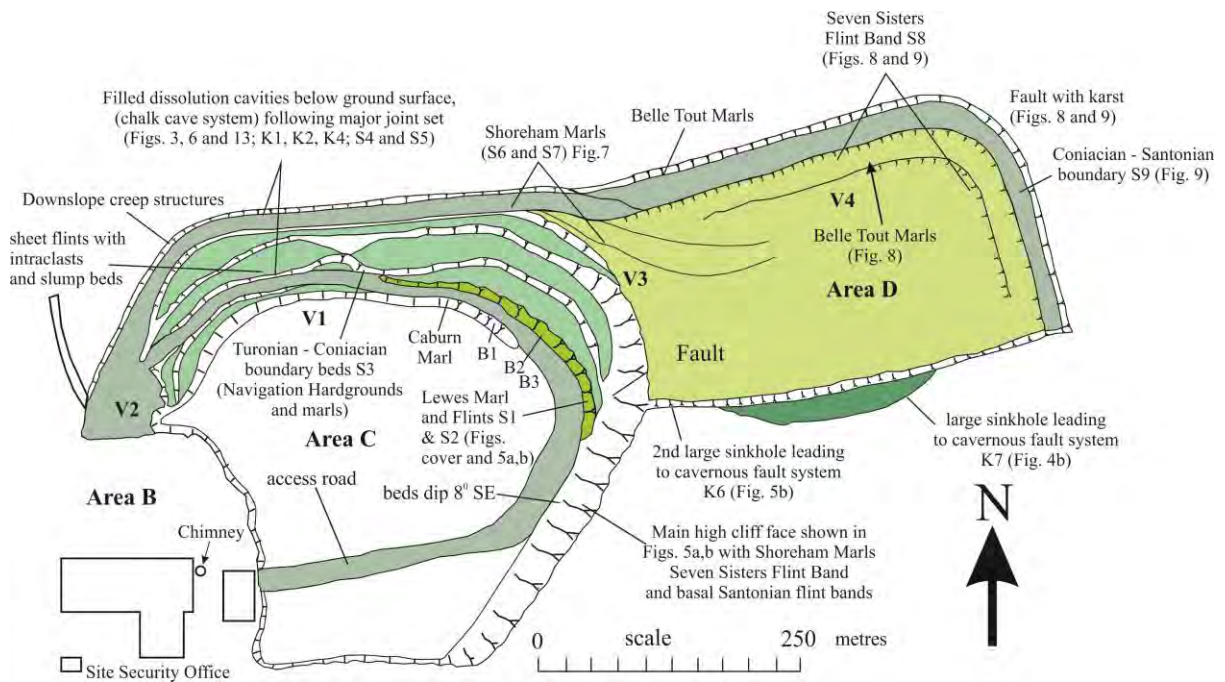 Seven Sisters
Flint Band S8
(Figs. 8 and 9)
Filled dissolution cavities below ground surface,
(chalk cave system) following major joint set
(Figs. 3, 6 and 13; K1, K2, K4; S4 and S5)
Shoreham Marls
(S6 and S7) Fig.7
Belle Tout Marls
Fault with karst
(Figs. 8 and 9)
Coniacian - Santonian
boundary S9 (Fig. 9)
Downslope creep structures
sheet flints with
intraclasts
and slump beds
V4
Belle Tout Marls
(Fig. 8)
V3
Area D
V1
Caburn
Marl
B1
B2
B3
Turonian - Coniacian
boundary beds S3
(Navigation Hardgrounds
and marls)
Fault
V2
Lewes Marl
and Flints S1
& S2 (Figs.
cover and 5a,b)
Area C
large sinkhole leading
to cavernous fault system
K7 (Fig. 4b)
2nd large sinkhole leading
to cavernous fault system
K6 (Fig. 5b)
access road
beds dip 8⁰ SE
Area B
N
Chimney
Main high cliff face shown in
Figs. 5a,b with Shoreham Marls
Seven Sisters Flint Band
and basal Santonian flint bands
0 scale 250 metres
Site Security Office